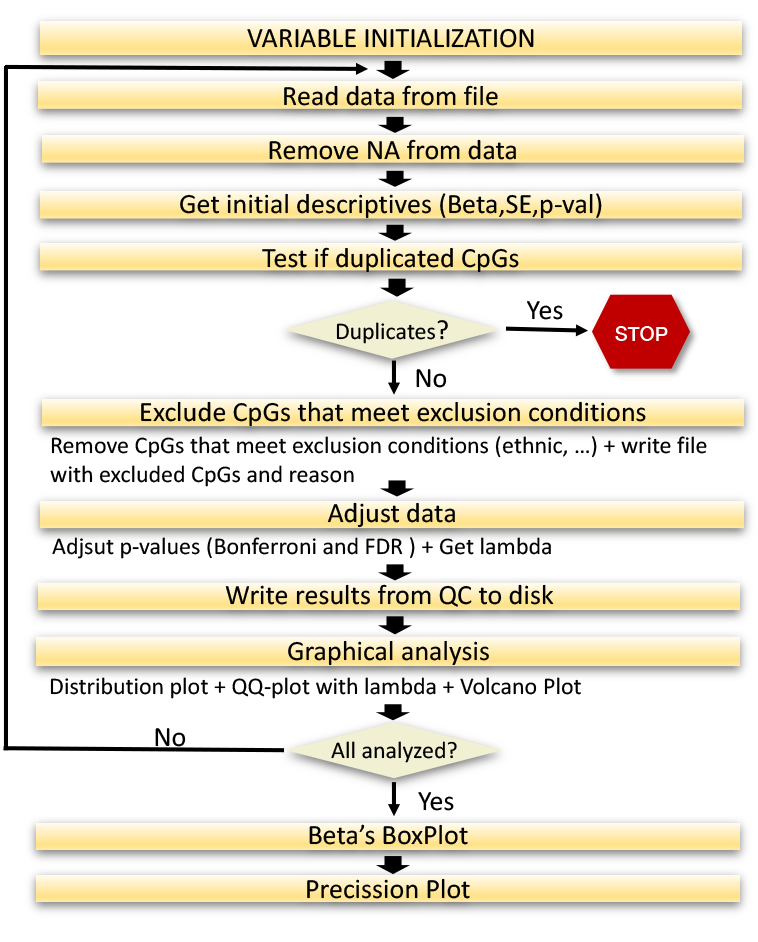 VARIABLE INITIALIZATION
Read data from file
Remove NA from data
Get initial descriptives (Beta,SE,p-val)
Test if duplicated CpGs
Duplicates?
Yes
STOP
No
Exclude CpGs that meet exclusion conditions
Remove CpGs that meet exclusion conditions (ethnic, ...) + write file
with excluded CpGs and reason
Adjust data
Adjsut p-values (Bonferroni and FDR ) + Get lambda
Write results from QC to disk
Graphical analysis
Distribution plot + QQ-plot with lambda + Volcano Plot
No
All analyzed?
Yes
Beta’s BoxPlot
Precission Plot